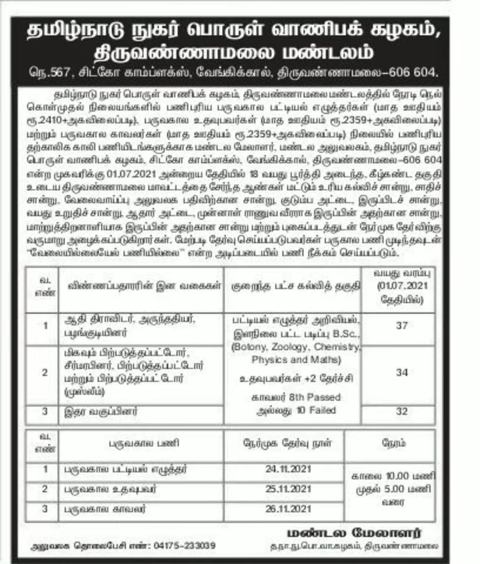 தமிழ்நாடு நுகர் பொருள் வாணிபக் கழகம்,
திருவண்ணாமலை மண்டலம்
நெ.567, சிட்கோ காம்ப்ளக்ஸ், வேங்கிக்கால், திருவண்ணாமலை-606 604.
தமிழ்நாடு நுகர் பொருள் வாணிபக் கழகம், திருவண்ணாமலை மண்டலத்தில் நேரடி நெல்
கொள்முதல் நிலையங்களில் பணிபுரிய பருவகால பட்டியல் எழுத்தர்கள் (மாத ஊதியம்
ரூ.2410+அகவிலைப்படி), பருவகால உதவுபவர்கள் (மாத ஊதியம் ரூ.2359+அகவிலைப்படி)
மற்றும் பருவகால காவலர்கள் (மாத ஊதியம் ரூ.2359+அகவிலைப்படி) நிலையில் பணிபுரிய
தற்காலிக காலி பணியிடங்களுக்காக மண்டல மேலாளர், மண்டல அலுவலகம், தமிழ்நாடு நுகர்
பொருள் வாணிபக் கழகம், சிட்கோ காம்ப்ளக்ஸ், வேங்கிக்கால், திருவண்ணாமலை-606 604
என்ற முகவரிக்கு 01.07.2021 அன்றைய தேதியில் 18 வயது பூர்த்தி அடைந்த, கீழ்கண்ட தகுதி
உடைய திருவண்ணாமலை மாவட்டத்தை சேர்ந்த ஆண்கள் மட்டும் உரிய கல்விச் சான்று, சாதிச்
சான்று, வேலைவாய்ப்பு அலுவலக பதிவிற்கான சான்று, குடும்ப அட்டை, இருப்பிடச் சான்று,
வயது உறுதிச் சான்று, ஆதார் அட்டை, முன்னாள் ராணுவ வீரராக இருப்பின் அதற்கான சான்று,
மாற்றுத்திறனாளியாக இருப்பின் அதற்கான சான்று மற்றும் புகைப்படத்துடன் நேர்முக தேர்விற்கு
வருமாறு அழைக்கப்படுகிறார்கள். மேற்படி தேர்வு செய்யப்படுபவர்கள் பருகால பணி முடிந்தவுடன்
"வேலையில்லையேல் பணியில்லை" என்ற அடிப்படையில் பணி நீக்கம் செய்யப்படும்.
வ. எண் விண்ணப்பதாரரின் இன வகைகள் குறைந்த பட்ச கல்வித் தகுதி வயது வரம்பு (01.07.2021 தேதியில்)
1 ஆதி திராவிடர், அருந்ததியர், பழங்குடியினர் பட்டியல் எழுத்தர் அறிவியல், இளநிலை பட்ட படிப்பு B.Sc., (Botony, Zoology, Chemistry, Physics and Maths) 37
2 மிகவும் பிற்படுத்தப்பட்டோர், சீர்மரபினர், பிற்படுத்தப்பட்டோர் மற்றும் பிற்படுத்தப்பட்டோர் (முஸ்லீம்) உதவுபவர்கள் +2 தேர்ச்சி 34
3 இதர வகுப்பினர் காவலர் 8th Passed அல்லது 10 Failed 32
வ. எண் பருவகால பணி நேர்முக தேர்வு நாள் நேரம்
1 பருவகால பட்டியல் எழுத்தர் 24.11.2021 காலை 10.00 மணி
2 பருவகால உதவுபவர் 25.11.2021 முதல் 5.00 மணி
3 பருவகால காவலர் 26.11.2021 வரை
மண்டல மேலாளர்
அலுவலக தொலைபேசி எண்: 04175-233039 த.நா.நு.பொ.வா.கழகம், திருவண்ணாமலை